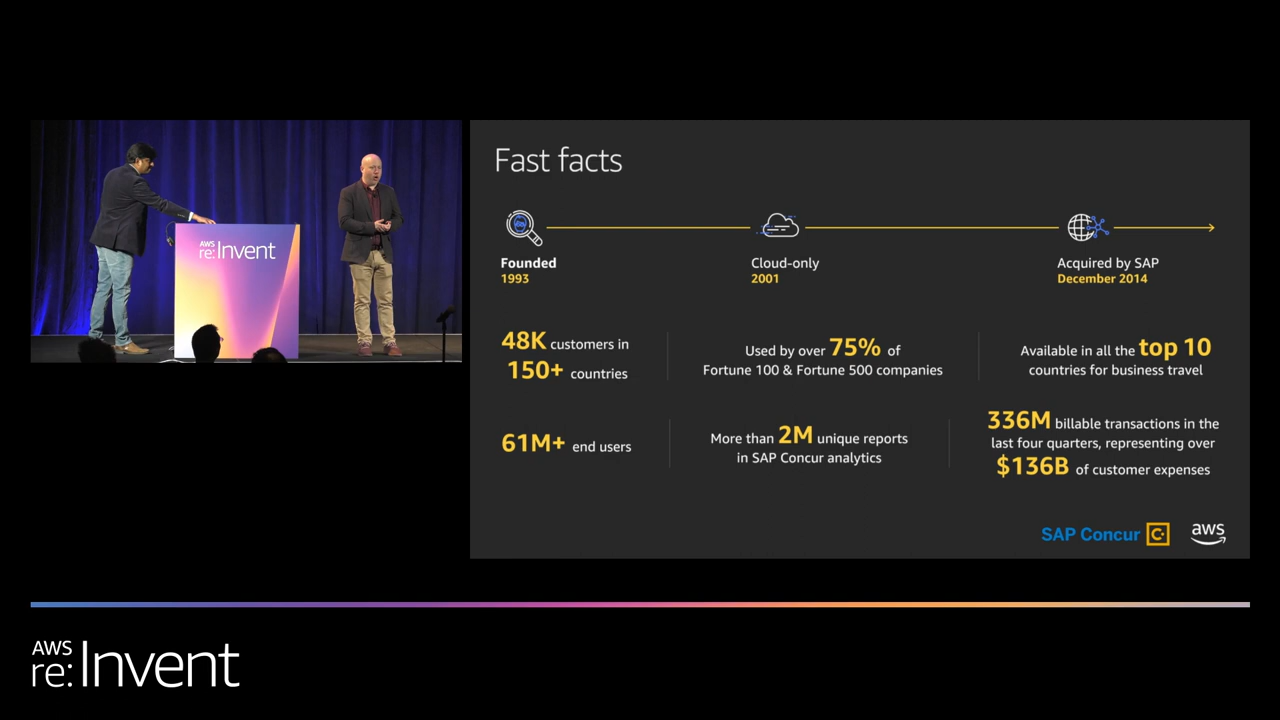 AWS
re:Invent
Fast facts
Founded
1993
Cloud-only
2001
Acquired by SAP
December 2014
48K customers in
150+ countries
Used by over 75% of
Fortune 100 & Fortune 500 companies
Available in all the top 10
countries for business travel
61M+ end users
More than 2M unique reports
in SAP Concur analytics
336M billable transactions in the
last four quarters, representing over
$136B of customer expenses
SAP Concur C.
aws
AWS
re:Invent